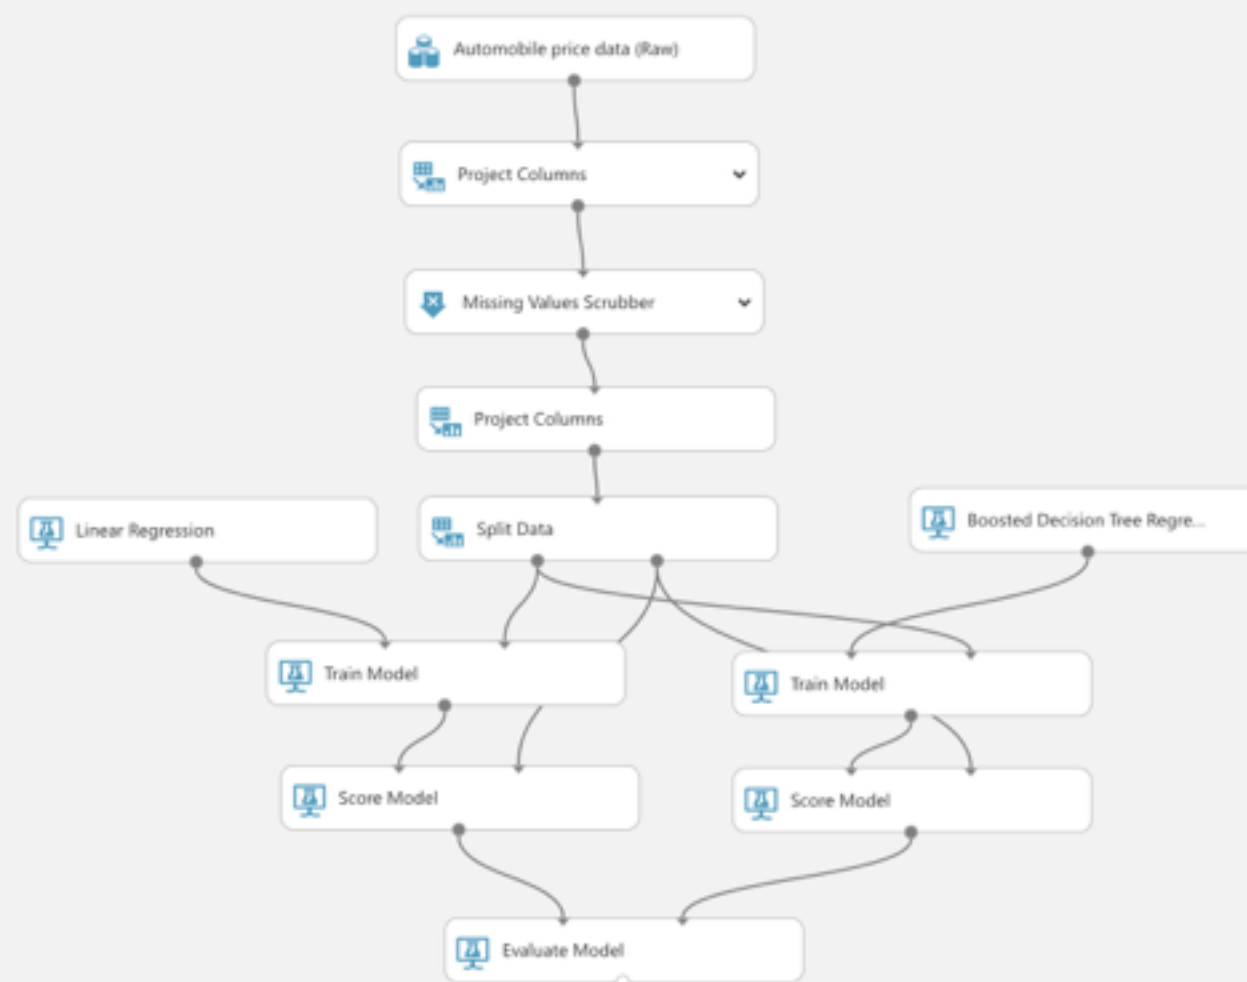 Automobile price data (Raw)
Project Columns
Missing Values Scrubber
Project Columns
Linear Regression
Split Data
Boosted Decision Tree Regre...
Train Model
Train Model
Score Model
Score Model
Evaluate Model